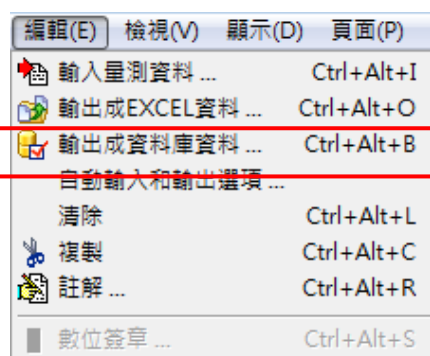 編輯(E) 檢視(V) 顯示(D) 頁面(P)
輸入量測資料 ... Ctrl+Alt+I
輸出成EXCEL資料 ... Ctrl+Alt+O
輸出成資料庫資料 ... Ctrl+Alt+B
自動輸入和輸出選項 ...
清除 Ctrl+Alt+L
複製 Ctrl+Alt+C
註解 ... Ctrl+Alt+R
數位簽章 ... Ctrl+Alt+S